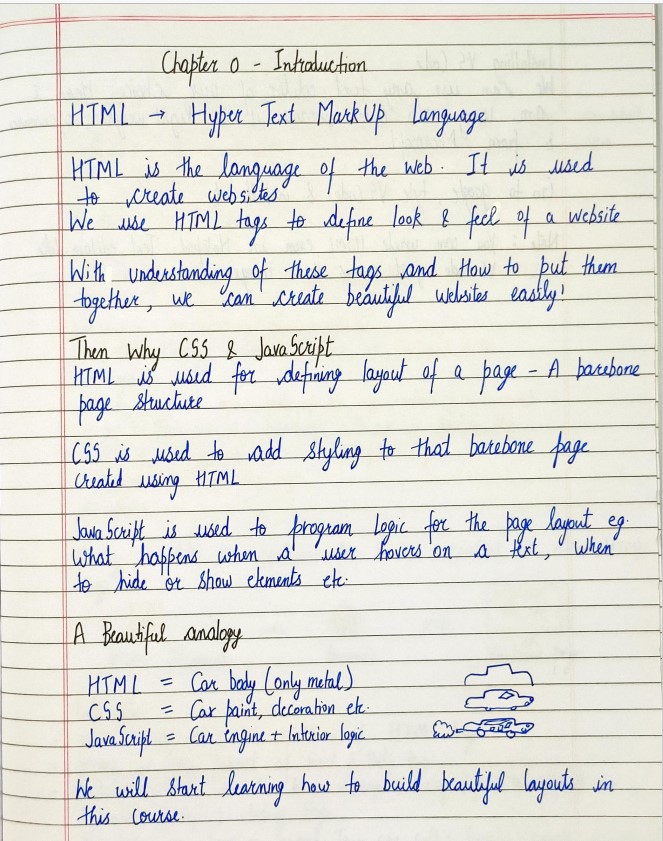 Chapter 0 - Introduction
HTML → Hyper Text MarkUp Language
HTML is the language of the web. It is used
to create websites
We use HTML tags to define look & feel of a website
With understanding of these tags and How to put them
together, we can create beautiful websites easily!
Then Why CSS & JavaScript
HTML is used for defining layout of a page - A barebone
page structure
CSS is used to add styling to that barebone page
created using HTML
JavaScript is used to program logic for the page layout eg.
What happens when a user hovers on a text, when
to hide or show elements etc.
A Beautiful analogy
HTML = Car body (only metal)
CSS = Car paint, decoration etc.
JavaScript = Car engine + Interior logic
We will start learning how to build beautiful layouts in
this course.